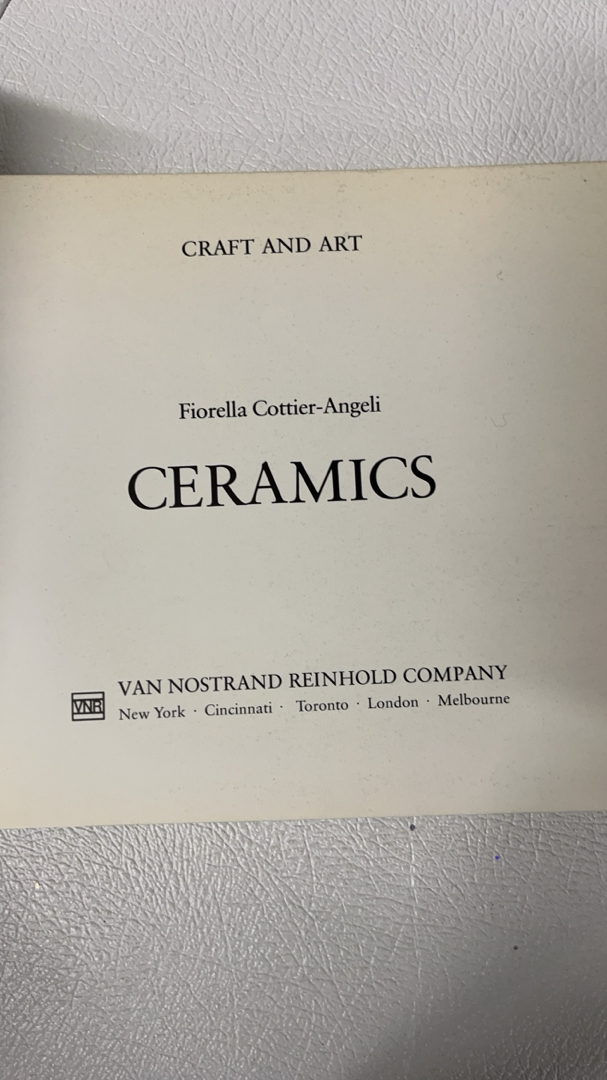 CRAFT AND ART
Fiorella Cottier-Angeli
CERAMICS
VNR
VAN NOSTRAND REINHOLD COMPANY
New York · Cincinnati · Toronto · London · Melbourne